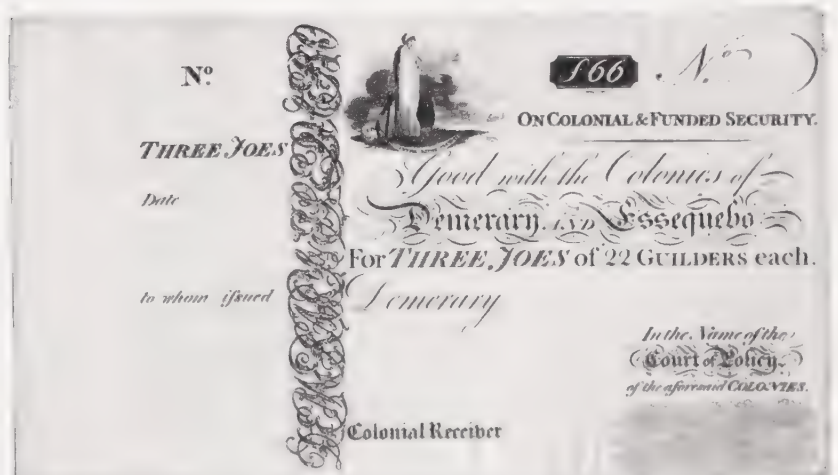 Nº
THREE JOES
Date
to whom issued
ƒ66 Nº
ON COLONIAL & FUNDED SECURITY.
Good with the Colonies of
Demerary AND Essequebo
For THREE JOES of 22 GUILDERS each.
Demerary
In the Name of the
Court of Policy
of the aforesaid COLONIES.
Colonial Receiver